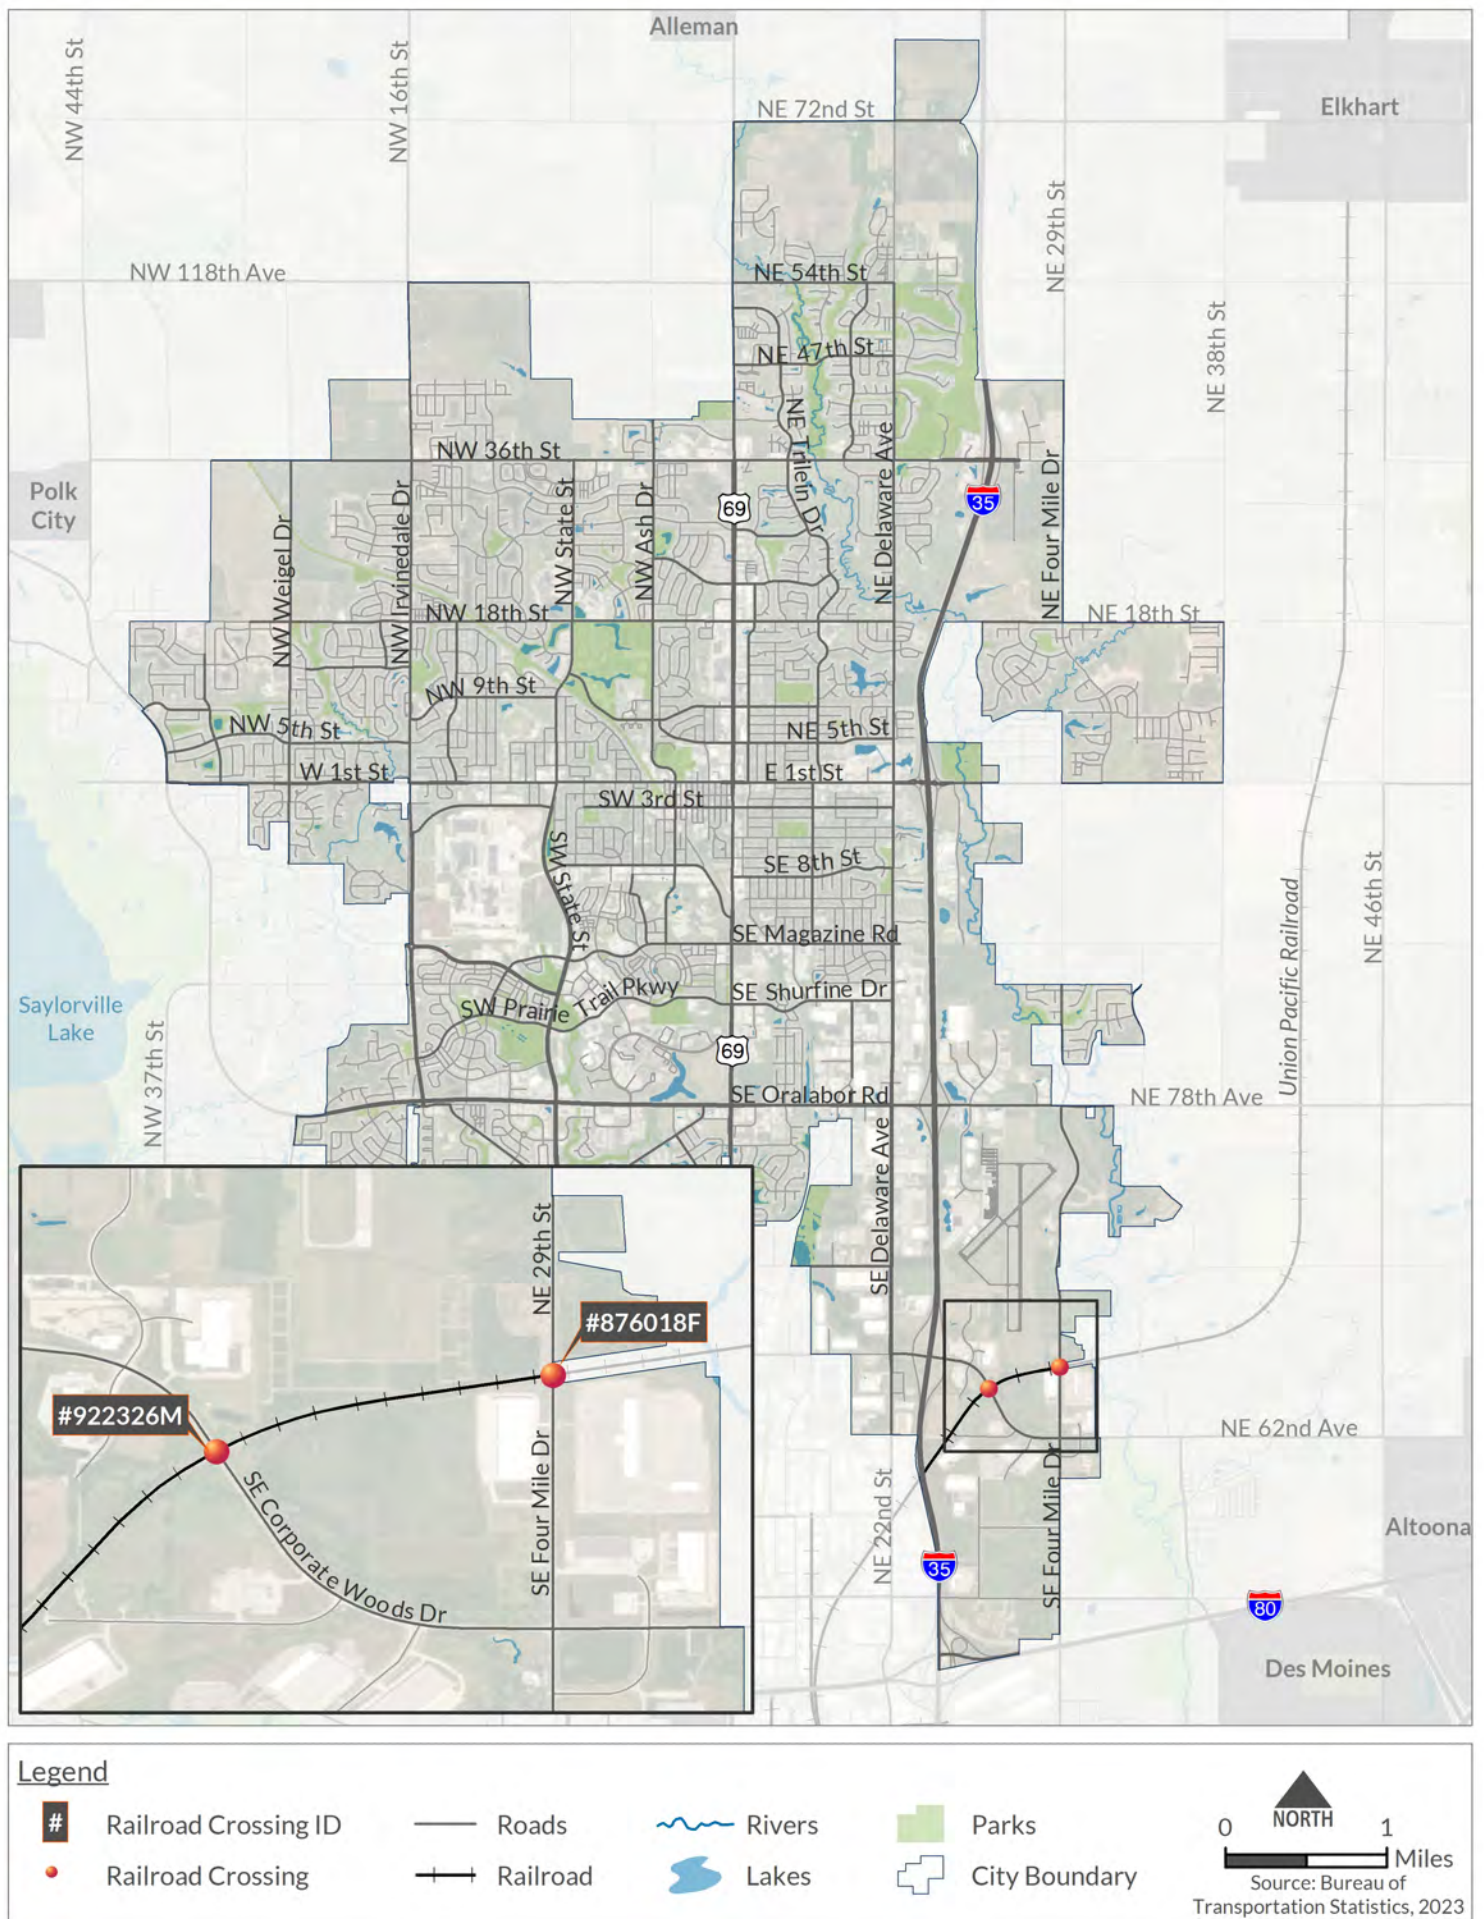 Alleman
NW 44th St
NW 16th St
NE 72nd St
Elkhart
NE 29th St
NW 118th Ave
NE 54th St
NE 38th St
NE 47th St
NE Trilein Dr
NE Delaware Ave
NW 36th St
Polk
City
NW Weigel Dr
NW Irvinedale Dr
NW State St
NW Ash Dr
69
35
NE Four Mile Dr
NW 18th St
NE 18th St
NW 9th St
NW 5th St
NE 5th St
W 1st St
E 1st St
SW 3rd St
SW State St
SE 8th St
SE Magazine Rd
Union Pacific Railroad
NE 46th St
Saylorville
Lake
NW 37th St
SW Prairie Trail Pkwy
SE Shurfine Dr
69
SE Oralabor Rd
NE 78th Ave
SE Delaware Ave
NE 29th St
#876018F
#922326M
SE Corporate Woods Dr
SE Four Mile Dr
NE 62nd Ave
NE 22nd St
SE Four Mile Dr
Altoona
35
80
Des Moines
Legend
# Railroad Crossing ID
Roads
Rivers
Parks
Railroad Crossing
Railroad
Lakes
City Boundary
NORTH
0 1
Miles
Source: Bureau of
Transportation Statistics, 2023